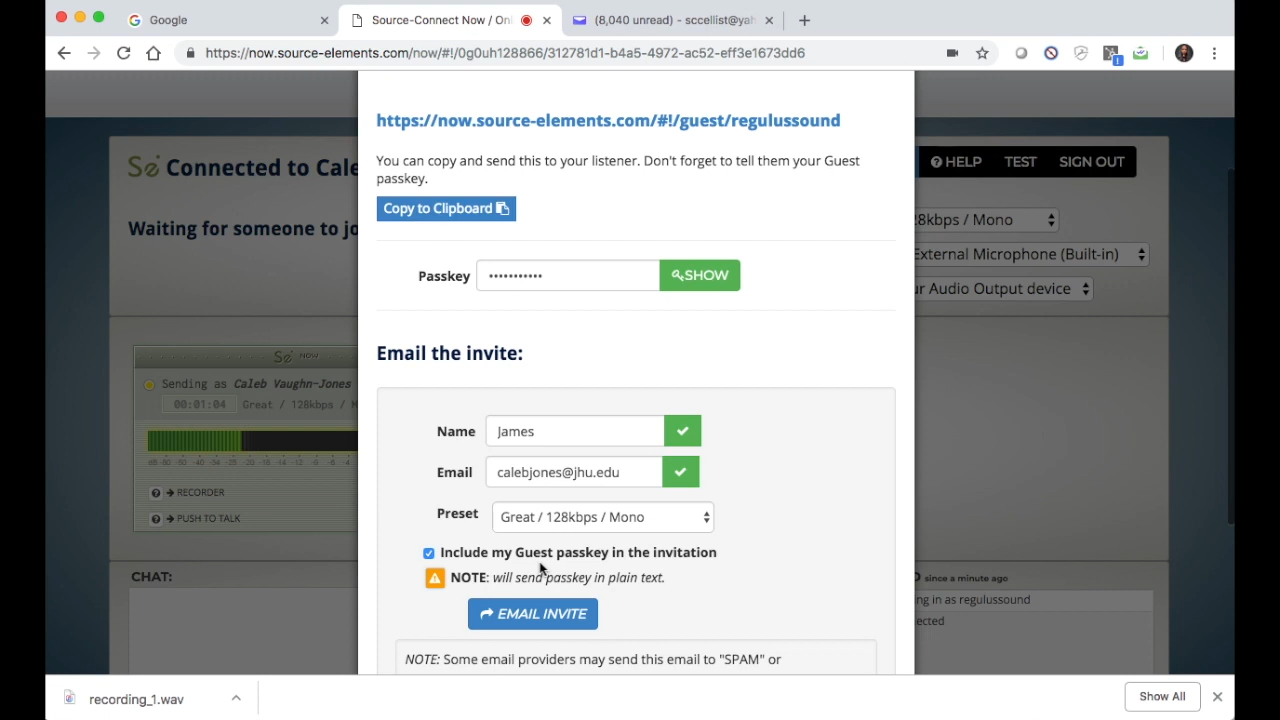 Google
Source-Connect Now / Onl
(8,040 unread) - sccellist@yah
https://now.source-elements.com/now/#!/0g0uh128866/312781d1-b4a5-4972-ac52-eff3e1673dd6
https://now.source-elements.com/#!/guest/regulussound
You can copy and send this to your listener. Don't forget to tell them your Guest
passkey.
Copy to Clipboard
Passkey ••••••••••• SHOW
Email the invite:
Name James
Email calebjones@jhu.edu
Preset Great / 128kbps / Mono
Include my Guest passkey in the invitation
NOTE: will send passkey in plain text.
EMAIL INVITE
NOTE: Some email providers may send this email to "SPAM" or
Connected to Cale
Waiting for someone to jo
Sé NOW
Sending as Caleb Vaughn-Jones
00:01:04 Great / 128kbps / M
RECORDER
PUSH TO TALK
CHAT:
HELP TEST SIGN OUT
28kbps / Mono
External Microphone (Built-in)
ur Audio Output device
since a minute ago
ng in as regulussound
ected
recording_1.wav
Show All